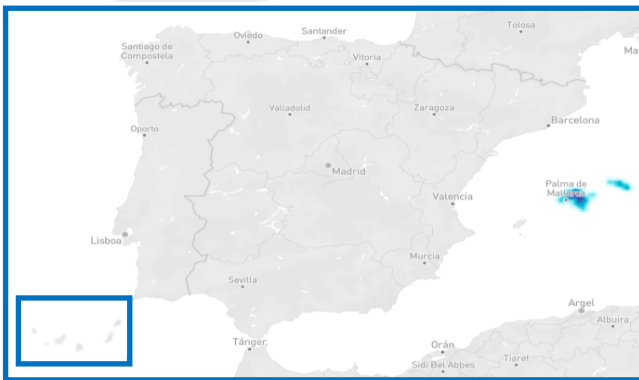 Tolosa
Oviedo
Santander
Santiago de
Compostela
Vitoria
Ma
Valladolid
Zaragoza
Oporto
Barcelona
Madrid
Palma de
Mallorca
Valencia
Lisboa
Murcia
Sevilla
Argel
Albuira
Tánger
Orán
Sidi Bel Abbes
Tiaret